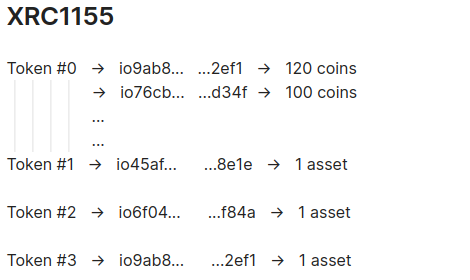 XRC1155
Token #0 → io9ab8... ...2ef1 → 120 coins
→ io76cb... ...d34f → 100 coins
...
...
Token #1 → io45af... ...8e1e → 1 asset
Token #2 → io6f04... ...f84a → 1 asset
Token #3 → io9ab8... ...2ef1 → 1 asset